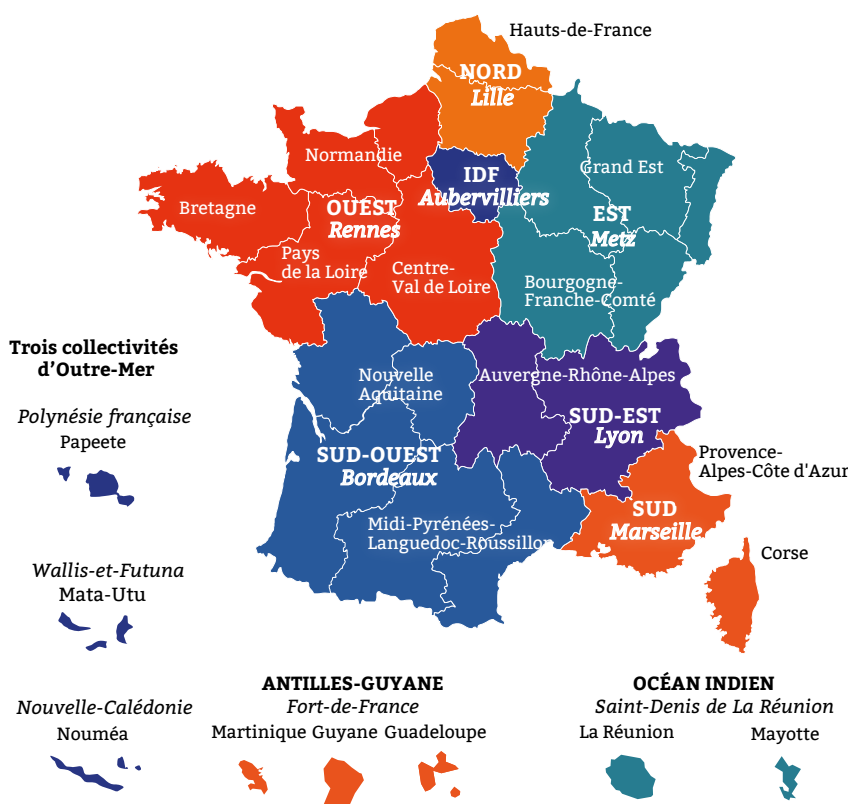 Hauts-de-France
NORD
Lille
Normandie
IDF
Aubervilliers
Grand Est
Bretagne
OUEST
Rennes
EST
Metz
Pays
de la Loire
Centre-
Val de Loire
Bourgogne-
Franche-Comté
Trois collectivités
d'Outre-Mer
Nouvelle
Aquitaine
Auvergne-Rhône-Alpes
Polynésie française
Papeete
SUD-EST
Lyon
SUD-OUEST
Bordeaux
Provence-
Alpes-Côte d'Azur
SUD
Marseille
Midi-Pyrénées-
Languedoc-Roussillon
Corse
Wallis-et-Futuna
Mata-Utu
Nouvelle-Calédonie
Nouméa
ANTILLES-GUYANE
Fort-de-France
Martinique Guyane Guadeloupe
OCÉAN INDIEN
Saint-Denis de La Réunion
La Réunion Mayotte